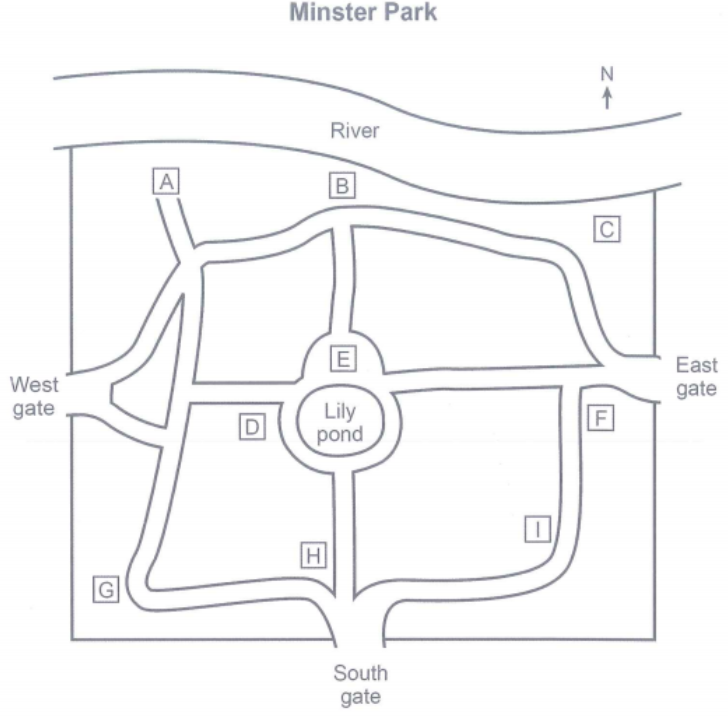 Minster Park
N
River
A
B
C
E
West
gate
East
gate
Lily
pond
D
F
I
H
G
South
gate